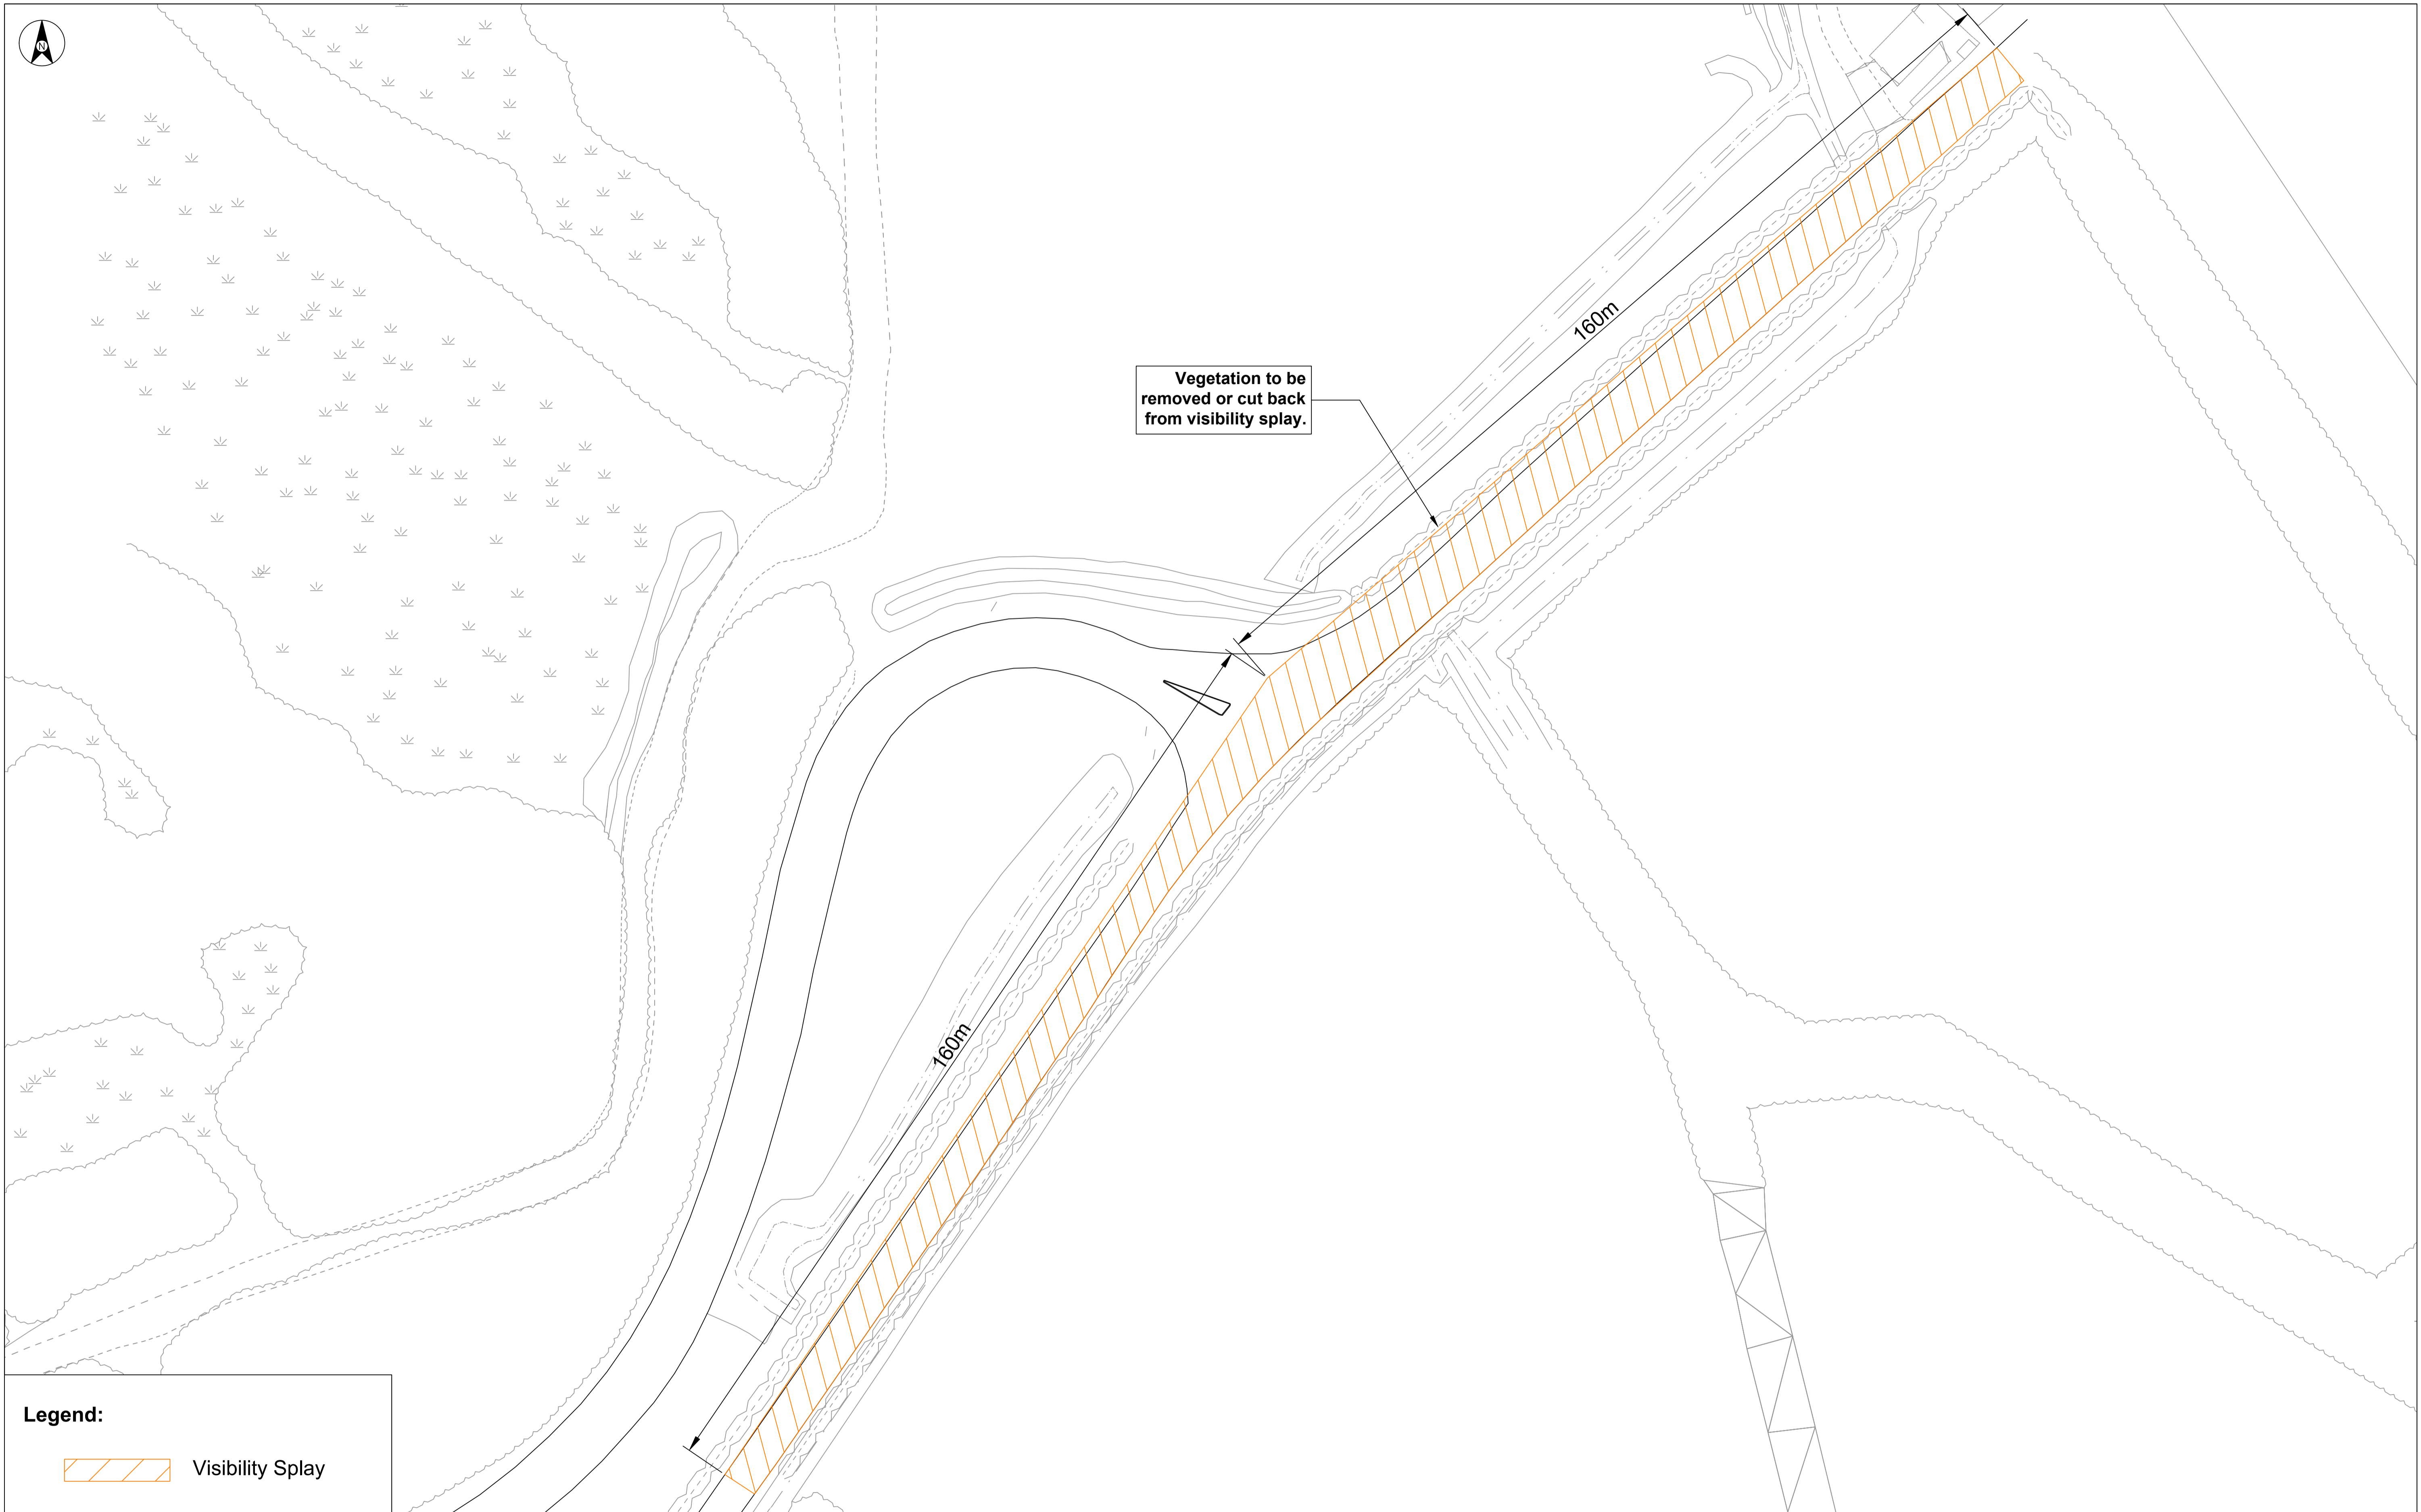 N
160m
Vegetation to be
removed or cut back
from visibility splay.
160m
Legend:
Visibility Splay